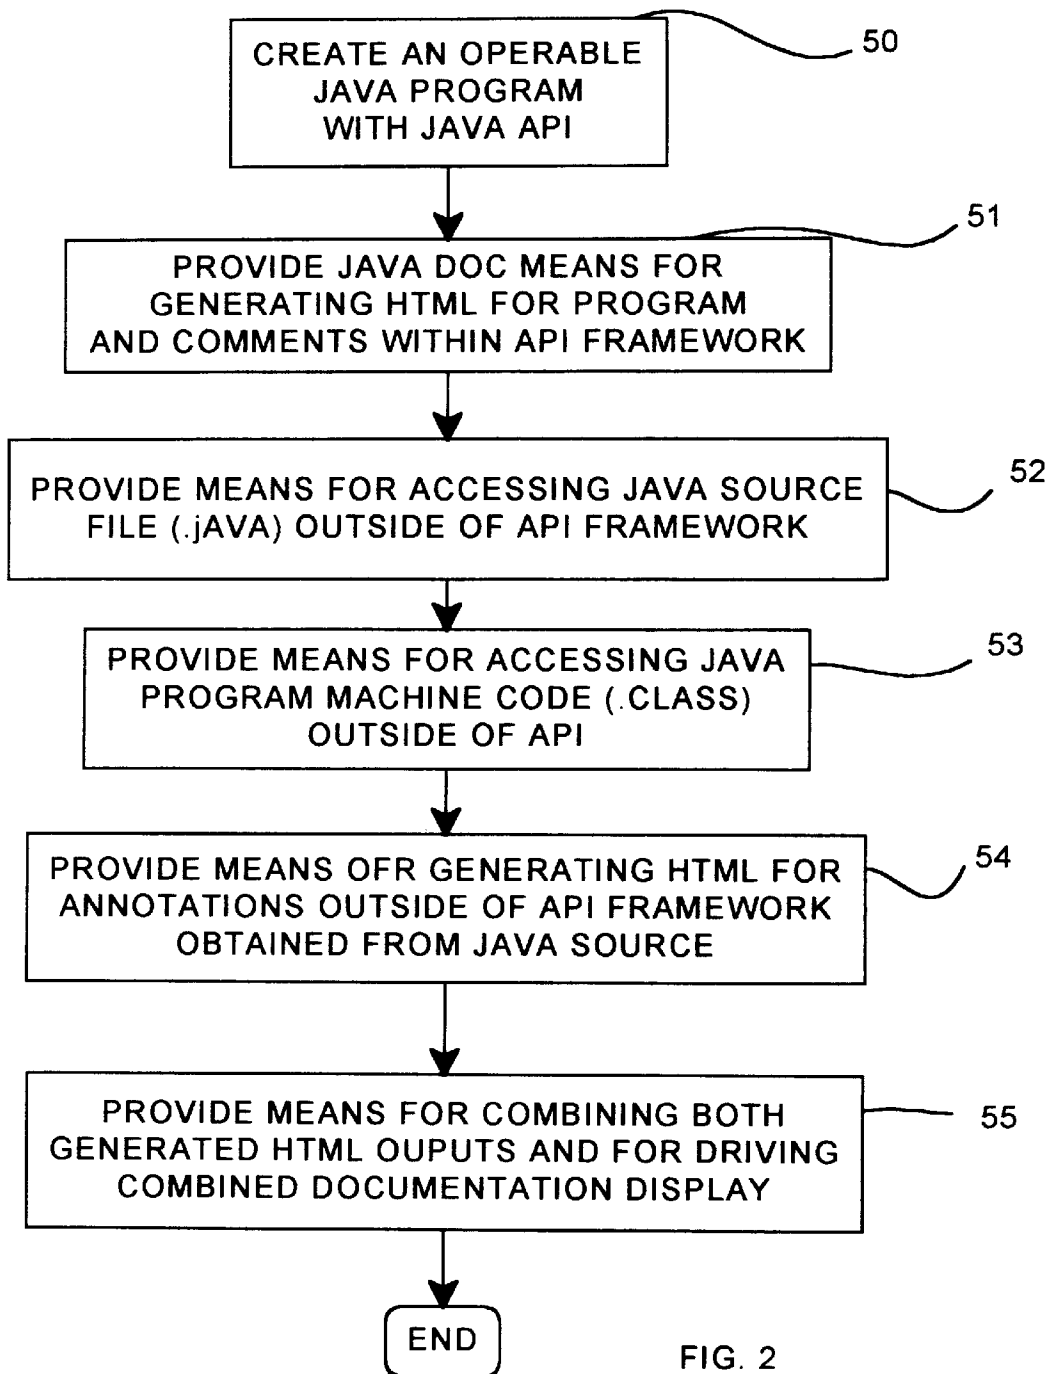 CREATE AN OPERABLE
JAVA PROGRAM
WITH JAVA API
50
PROVIDE JAVA DOC MEANS FOR
GENERATING HTML FOR PROGRAM
AND COMMENTS WITHIN API FRAMEWORK
51
PROVIDE MEANS FOR ACCESSING JAVA SOURCE
FILE (.jAVA) OUTSIDE OF API FRAMEWORK
52
PROVIDE MEANS FOR ACCESSING JAVA
PROGRAM MACHINE CODE (.CLASS)
OUTSIDE OF API
53
PROVIDE MEANS OFR GENERATING HTML FOR
ANNOTATIONS OUTSIDE OF API FRAMEWORK
OBTAINED FROM JAVA SOURCE
54
PROVIDE MEANS FOR COMBINING BOTH
GENERATED HTML OUPUTS AND FOR DRIVING
COMBINED DOCUMENTATION DISPLAY
55
END
FIG. 2